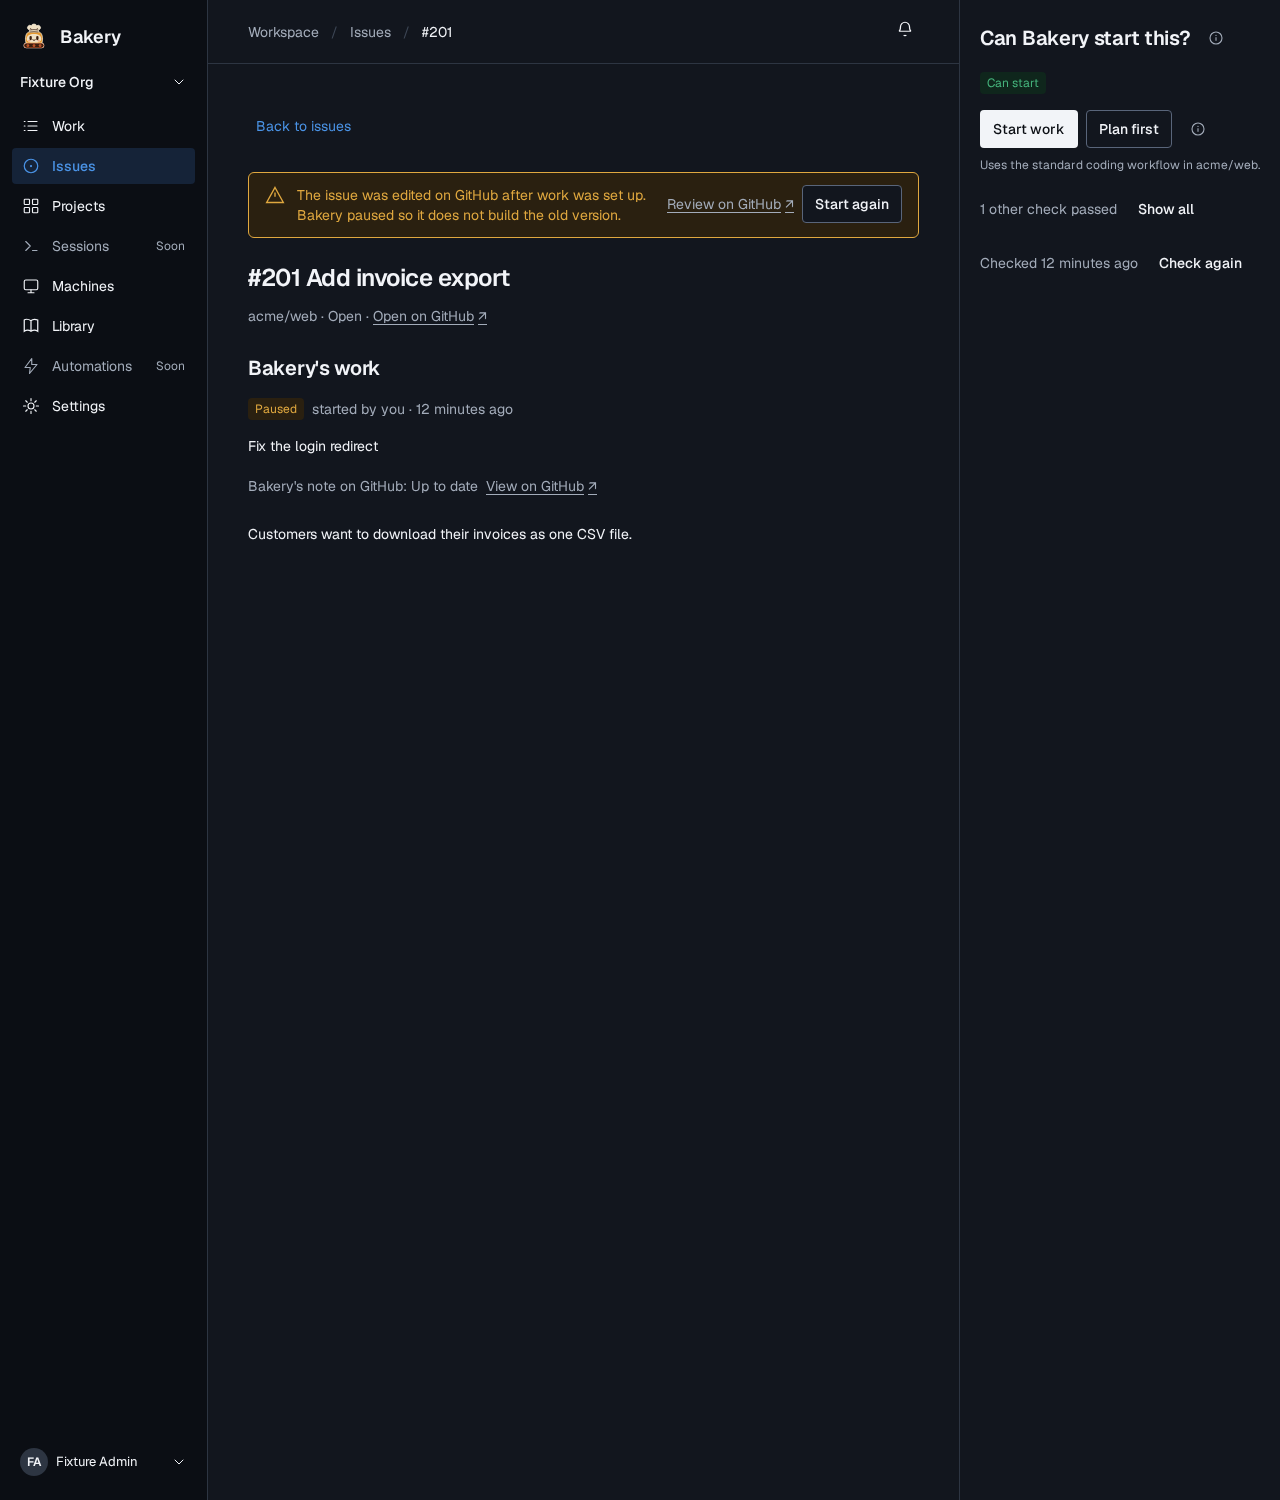 Bakery
Fixture Org
Work
Issues
Projects
Sessions Soon
Machines
Library
Automations Soon
Settings
FA Fixture Admin
Workspace / Issues / #201
Back to issues
The issue was edited on GitHub after work was set up.
Bakery paused so it does not build the old version.
Review on GitHub ↗ Start again
#201 Add invoice export
acme/web · Open · Open on GitHub ↗
Bakery's work
Paused started by you · 12 minutes ago
Fix the login redirect
Bakery's note on GitHub: Up to date View on GitHub ↗
Customers want to download their invoices as one CSV file.
Can Bakery start this?
Can start
Start work Plan first
Uses the standard coding workflow in acme/web.
1 other check passed Show all
Checked 12 minutes ago Check again